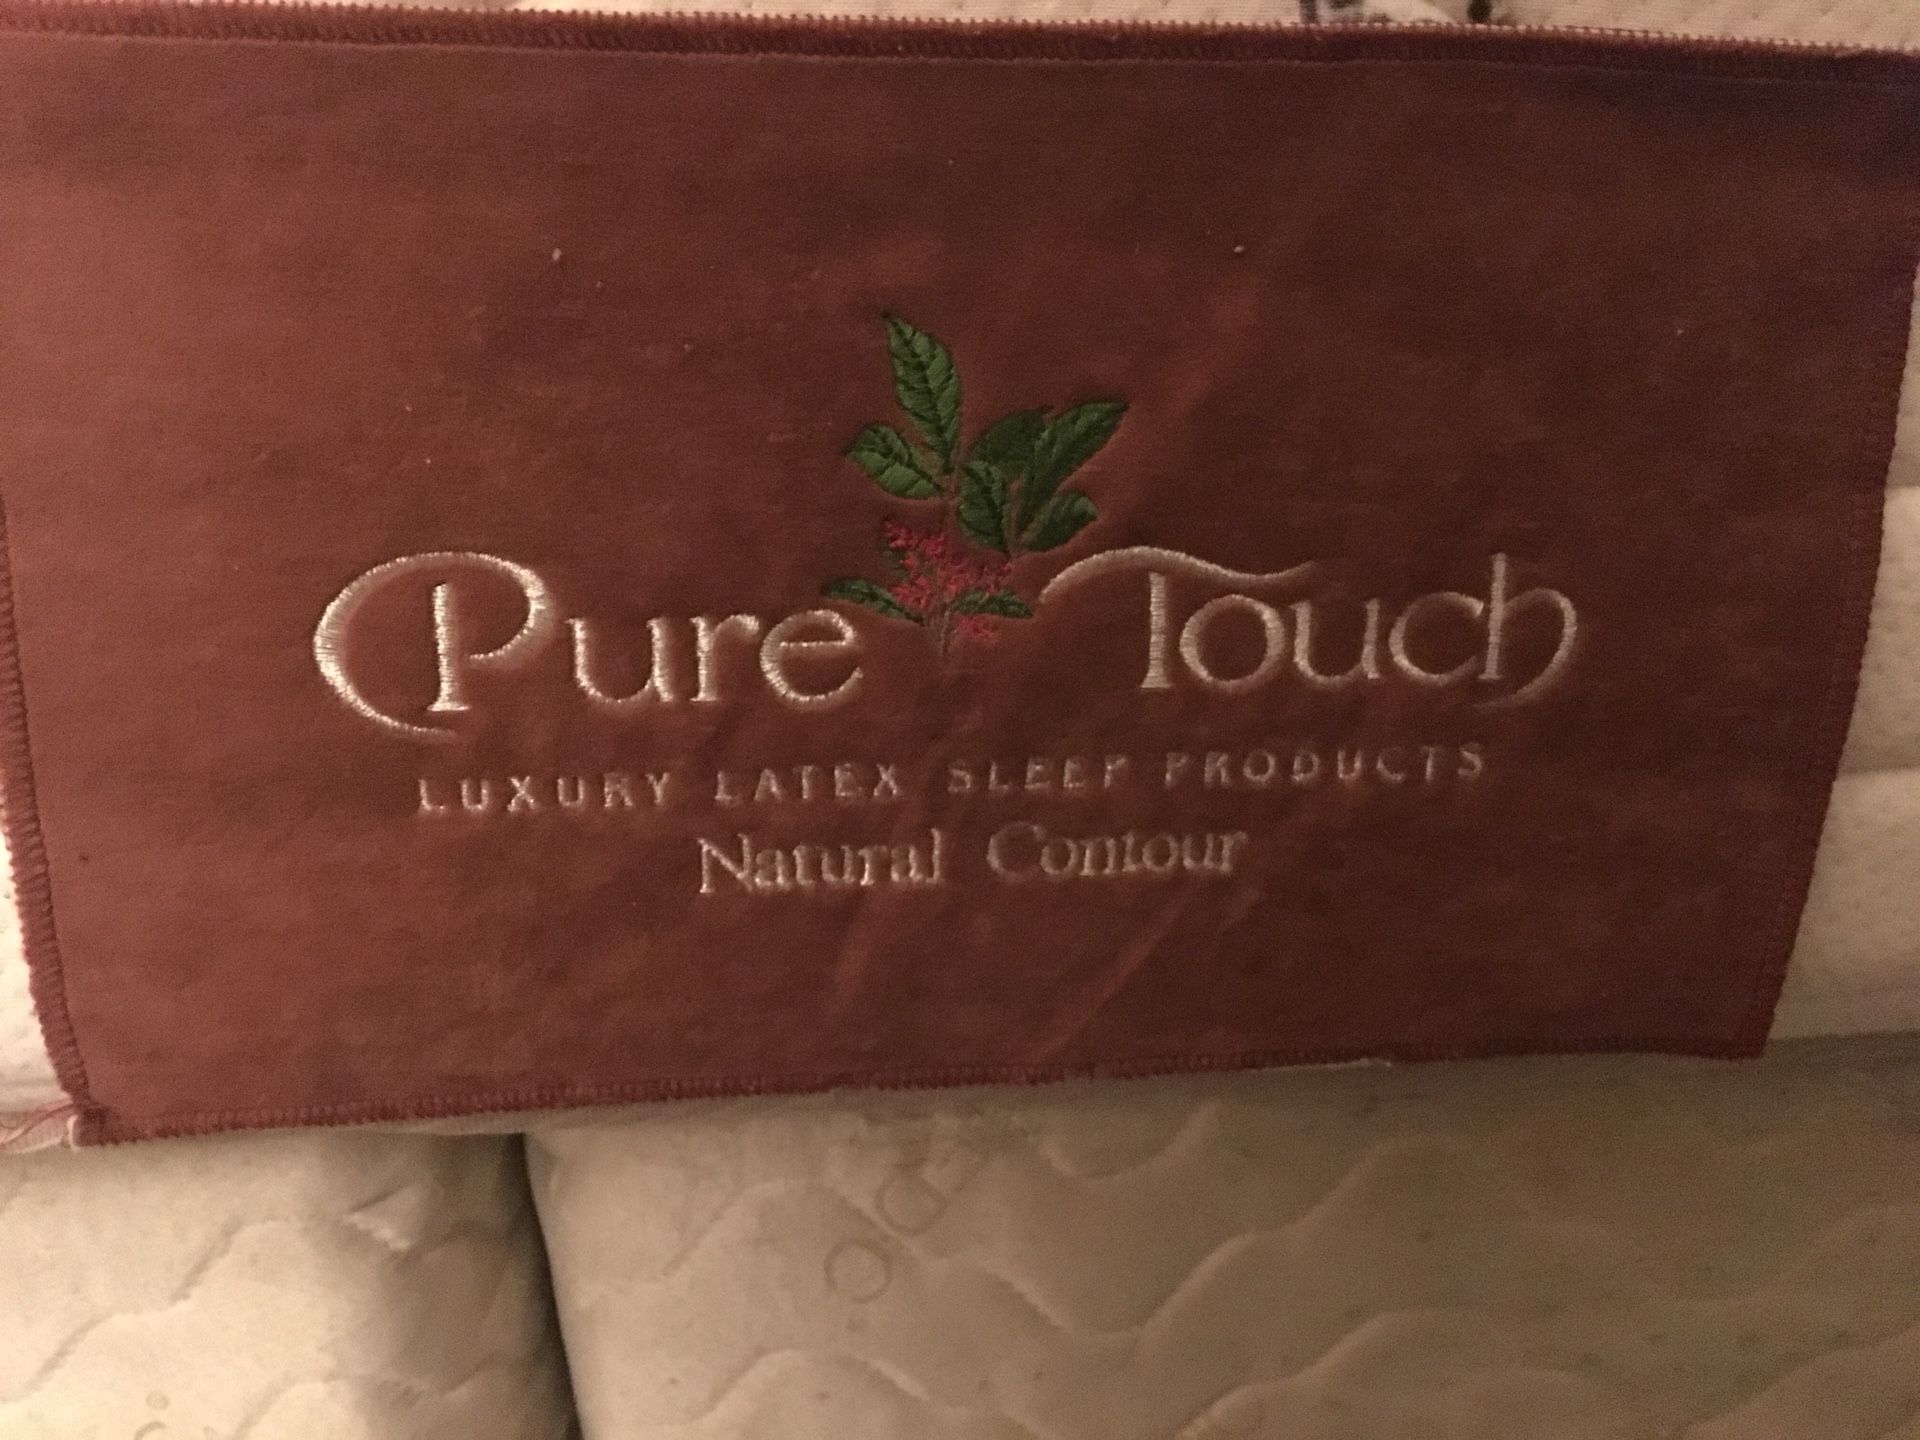 Pure Touch
LUXURY LATEX SLEEP PRODUCTS
Natural Contour